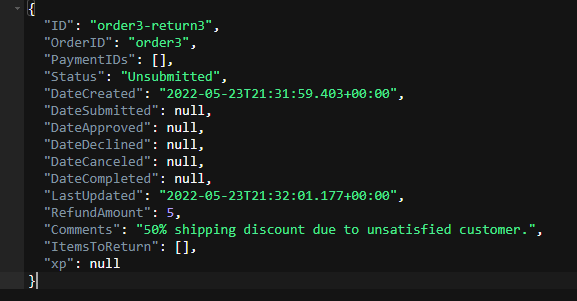 {
"ID": "order3-return3",
"OrderID": "order3",
"PaymentIDs": [],
"Status": "Unsubmitted",
"DateCreated": "2022-05-23T21:31:59.403+00:00",
"DateSubmitted": null,
"DateApproved": null,
"DateDeclined": null,
"DateCanceled": null,
"DateCompleted": null,
"LastUpdated": "2022-05-23T21:32:01.177+00:00",
"RefundAmount": 5,
"Comments": "50% shipping discount due to unsatisfied customer.",
"ItemsToReturn": [],
"xp": null
}